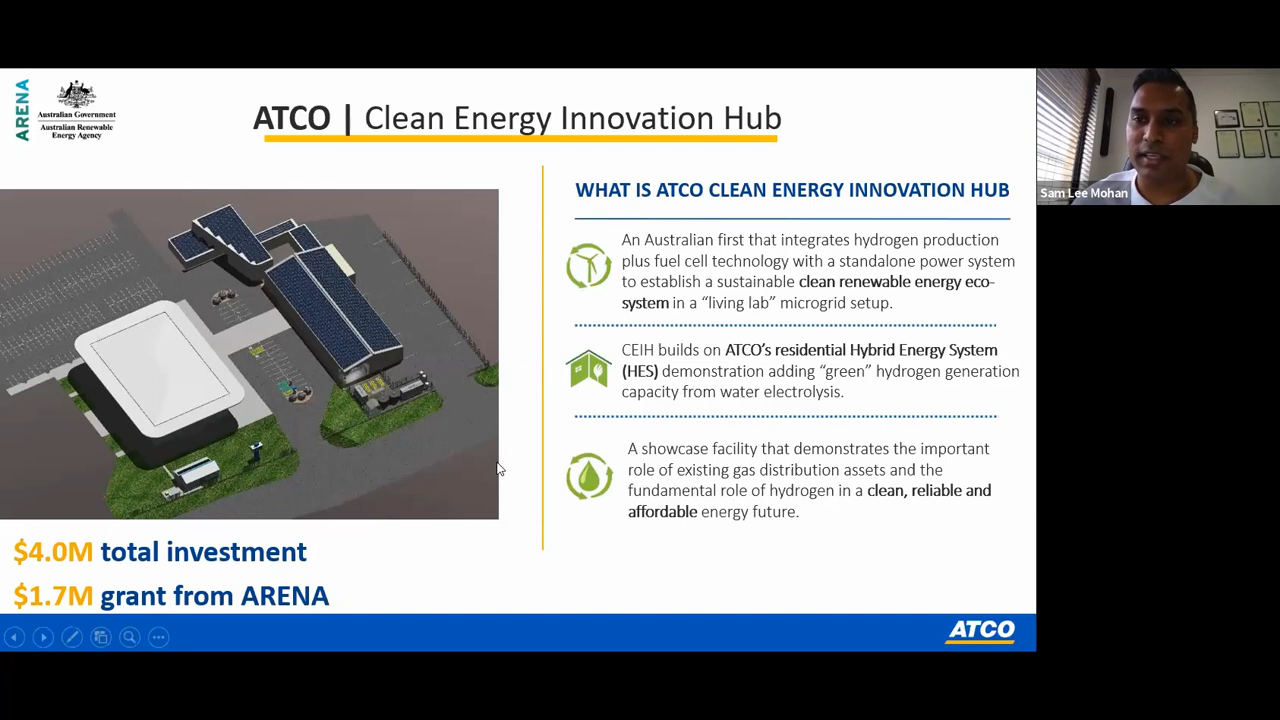 ARENA
Australian Government
Australian Renewable
Energy Agency
ATCO | Clean Energy Innovation Hub
Sam Lee Mohan
WHAT IS ATCO CLEAN ENERGY INNOVATION HUB
An Australian first that integrates hydrogen production
plus fuel cell technology with a standalone power system
to establish a sustainable clean renewable energy eco-
system in a “living lab” microgrid setup.
CEIH builds on ATCO’s residential Hybrid Energy System
(HES) demonstration adding “green” hydrogen generation
capacity from water electrolysis.
A showcase facility that demonstrates the important
role of existing gas distribution assets and the
fundamental role of hydrogen in a clean, reliable and
affordable energy future.
$4.0M total investment
$1.7M grant from ARENA
ATCO